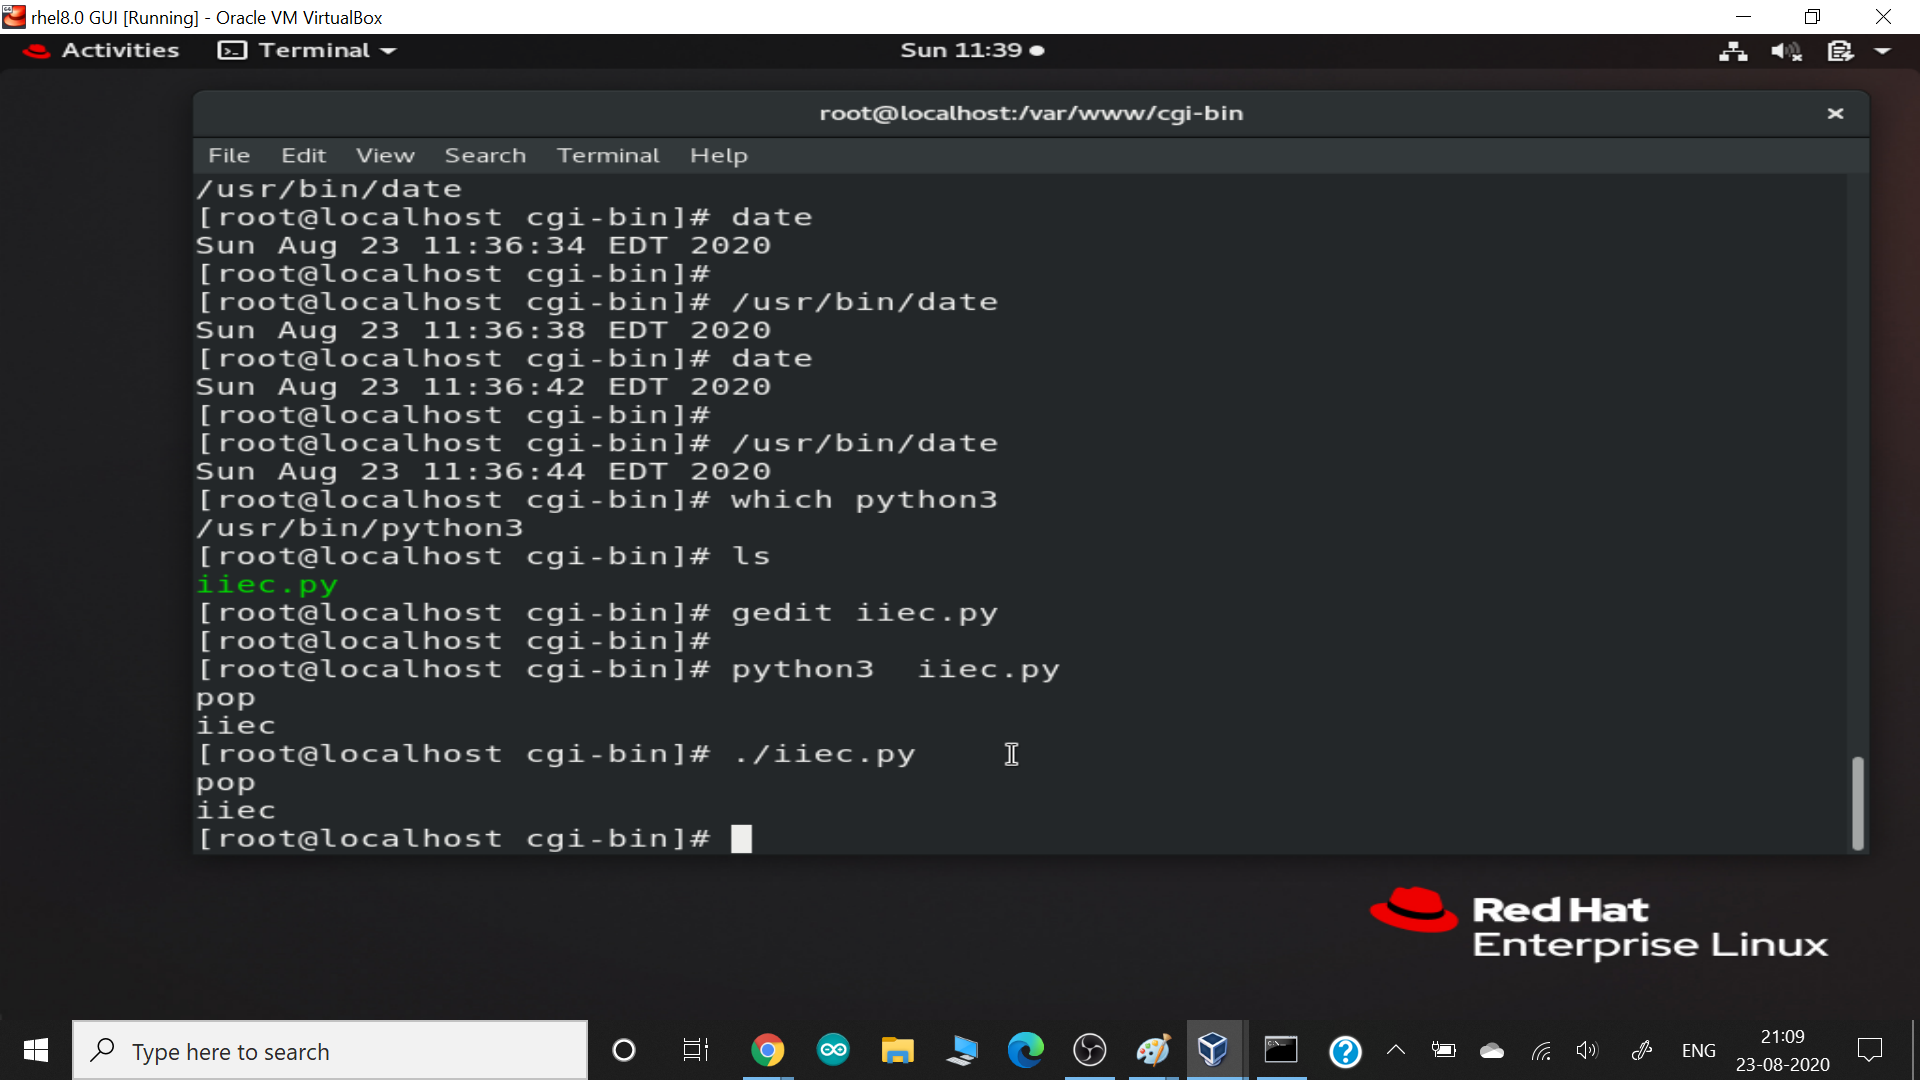 rhel8.0 GUI [Running] - Oracle VM VirtualBox
Activities Terminal Sun 11:39
root@localhost:/var/www/cgi-bin
File Edit View Search Terminal Help
/usr/bin/date
[root@localhost cgi-bin]# date
Sun Aug 23 11:36:34 EDT 2020
[root@localhost cgi-bin]#
[root@localhost cgi-bin]# /usr/bin/date
Sun Aug 23 11:36:38 EDT 2020
[root@localhost cgi-bin]# date
Sun Aug 23 11:36:42 EDT 2020
[root@localhost cgi-bin]#
[root@localhost cgi-bin]# /usr/bin/date
Sun Aug 23 11:36:44 EDT 2020
[root@localhost cgi-bin]# which python3
/usr/bin/python3
[root@localhost cgi-bin]# ls
iiec.py
[root@localhost cgi-bin]# gedit iiec.py
[root@localhost cgi-bin]#
[root@localhost cgi-bin]# python3  iiec.py
pop
iiec
[root@localhost cgi-bin]# ./iiec.py
pop
iiec
[root@localhost cgi-bin]#
Red Hat
Enterprise Linux
Type here to search
ENG
21:09
23-08-2020